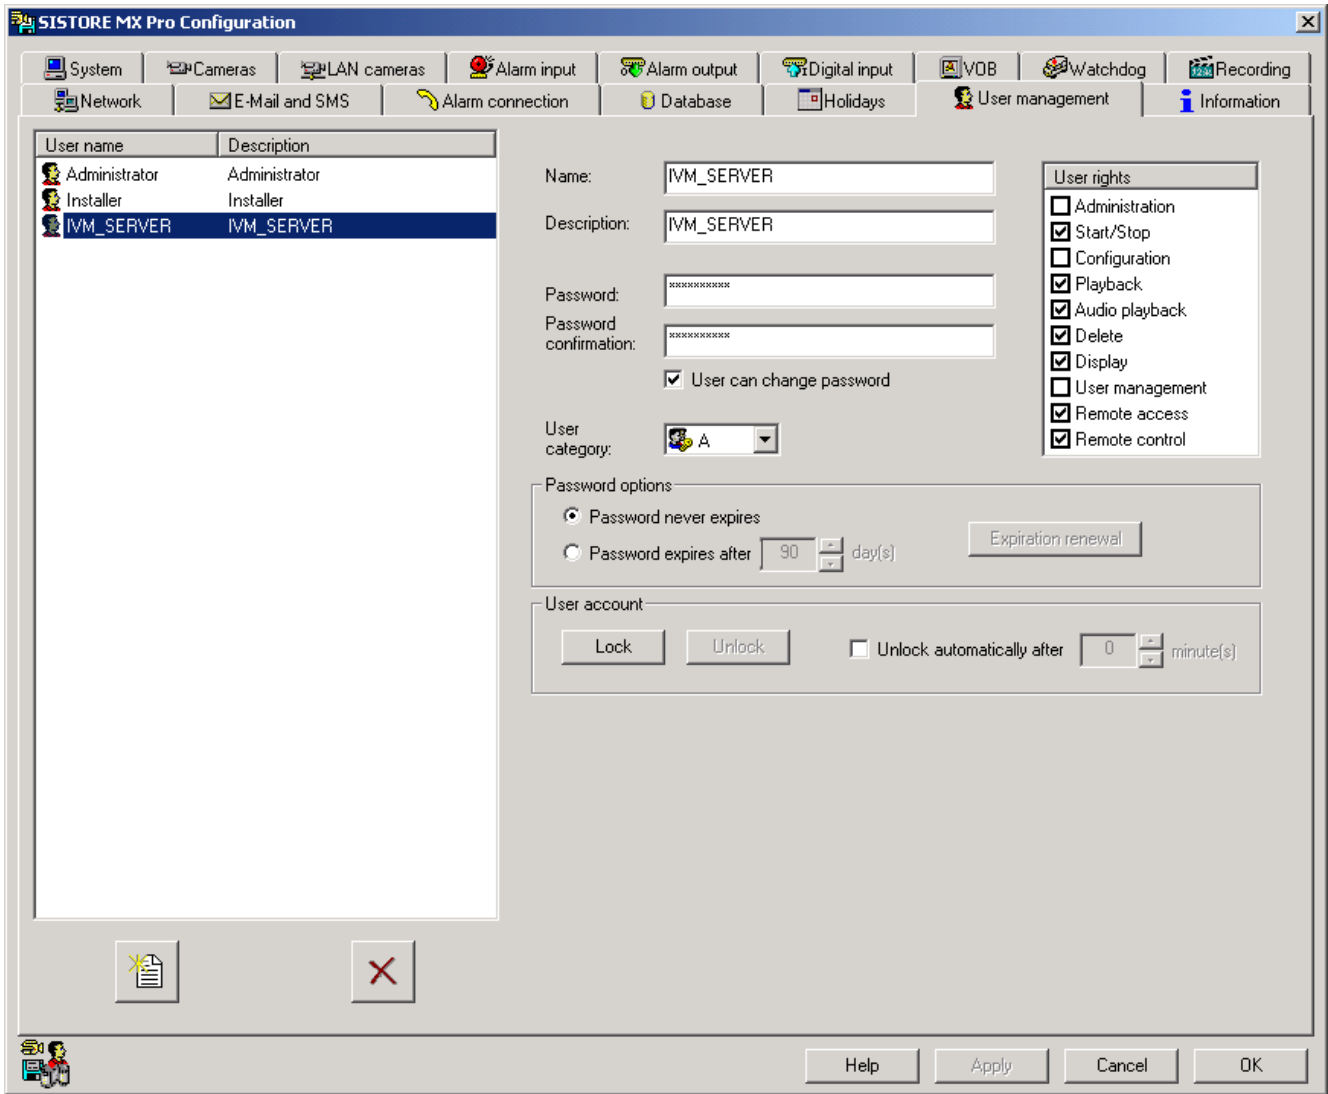 SISTORE MX Pro Configuration
System Cameras LAN cameras Alarm input Alarm output Digital input VOB Watchdog Recording
Network E-Mail and SMS Alarm connection Database Holidays User management Information
User name Description
Administrator Administrator
Installer Installer
IVM_SERVER IVM_SERVER
Name: IVM_SERVER
Description: IVM_SERVER
Password: **********
Password
confirmation: **********
User can change password
User
category: A
User rights
Administration
Start/Stop
Configuration
Playback
Audio playback
Delete
Display
User management
Remote access
Remote control
Password options
Password never expires
Password expires after 90 day(s)
Expiration renewal
User account
Lock Unlock Unlock automatically after 0 minute(s)
Help Apply Cancel OK